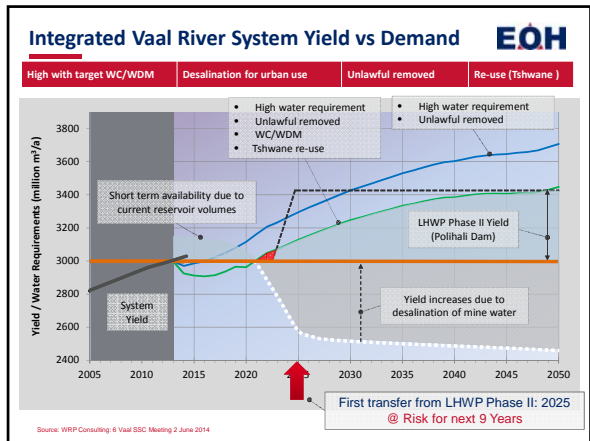 Integrated Vaal River System Yield vs Demand
EOH
High with target WC/WDM
Desalination for urban use
Unlawful removed
Re-use (Tshwane )
Yield / Water Requirements (million m³/a)
3800
3600
3400
3200
3000
2800
2600
2400
2005
2010
2015
2020
2025
2030
2035
2040
2045
2050
• High water requirement
• Unlawful removed
• WC/WDM
• Tshwane re-use
• High water requirement
• Unlawful removed
Short term availability due to
current reservoir volumes
LHWP Phase II Yield
(Polihali Dam)
System
Yield
Yield increases due to
desalination of mine water
First transfer from LHWP Phase II: 2025
@ Risk for next 9 Years
Source: WRP Consulting: 6 Vaal SSC Meeting 2 June 2014